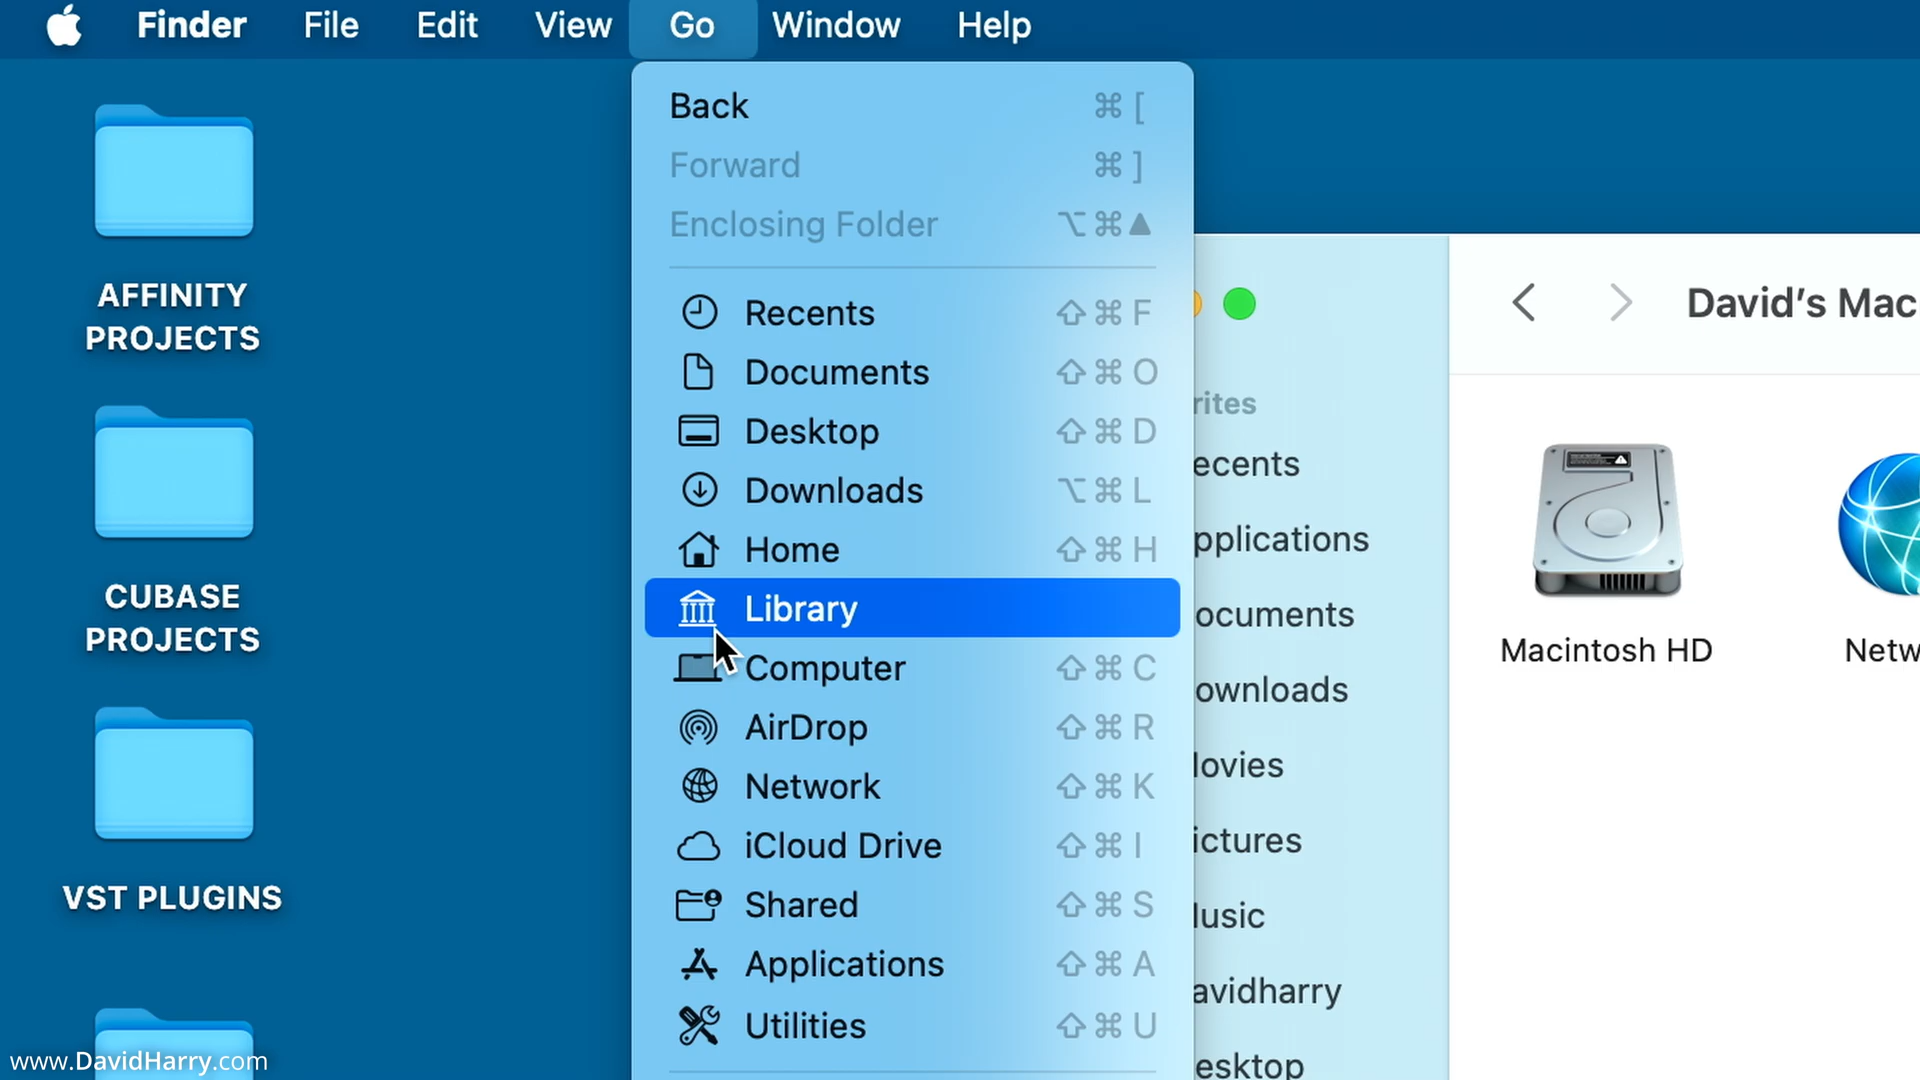 Finder File Edit View Go Window Help
AFFINITY
PROJECTS
CUBASE
PROJECTS
VST PLUGINS
Back ⌘ [
Forward ⌘ ]
Enclosing Folder ⌥⌘▲
Recents ⇧⌘F
Documents ⇧⌘O
Desktop ⇧⌘D
Downloads ⌥⌘L
Home ⇧⌘H
Library
Computer ⇧⌘C
AirDrop ⇧⌘R
Network ⇧⌘K
iCloud Drive ⇧⌘I
Shared ⇧⌘S
Applications ⇧⌘A
Utilities ⇧⌘U
rites
ecents
pplications
ocuments
ownloads
ovies
ictures
usic
avidharry
esktop
David's Mac
Macintosh HD
Netw
www.DavidHarry.com